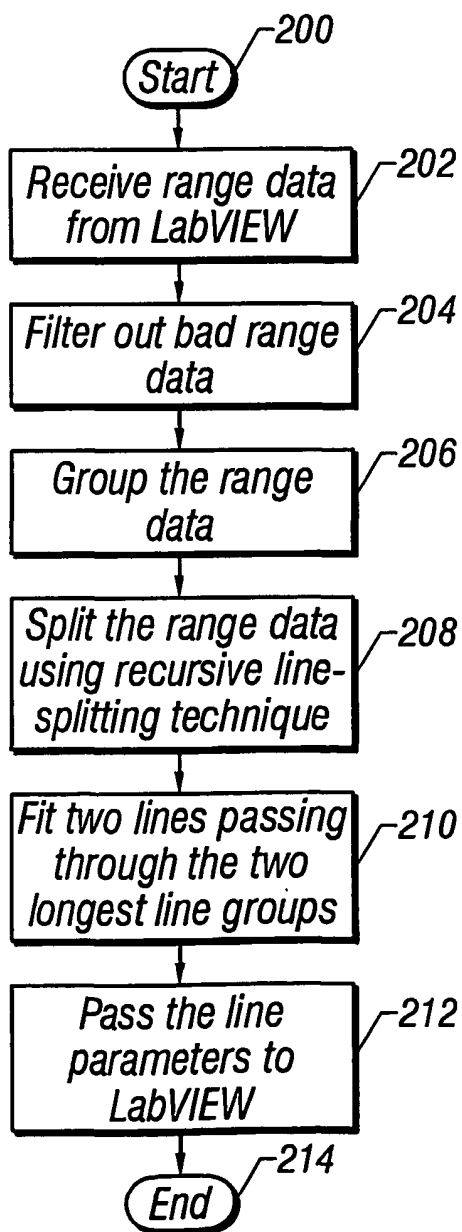 200
Start
202
Receive range data
from LabVIEW
204
Filter out bad range
data
206
Group the range
data
208
Split the range data
using recursive line-
splitting technique
210
Fit two lines passing
through the two
longest line groups
212
Pass the line
parameters to
LabVIEW
214
End